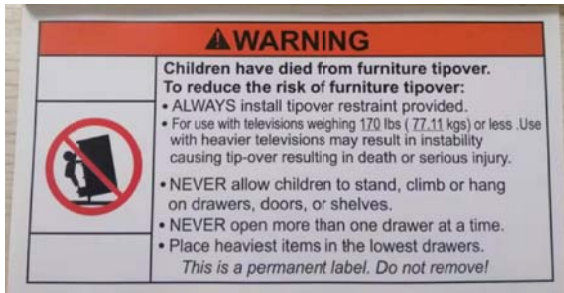 ⚠WARNING
Children have died from furniture tipover.
To reduce the risk of furniture tipover:
• ALWAYS install tipover restraint provided.
• For use with televisions weighing 170 lbs ( 77.11 kgs) or less .Use
with heavier televisions may result in instability
causing tip-over resulting in death or serious injury.
• NEVER allow children to stand, climb or hang
on drawers, doors, or shelves.
• NEVER open more than one drawer at a time.
• Place heaviest items in the lowest drawers.
This is a permanent label. Do not remove!